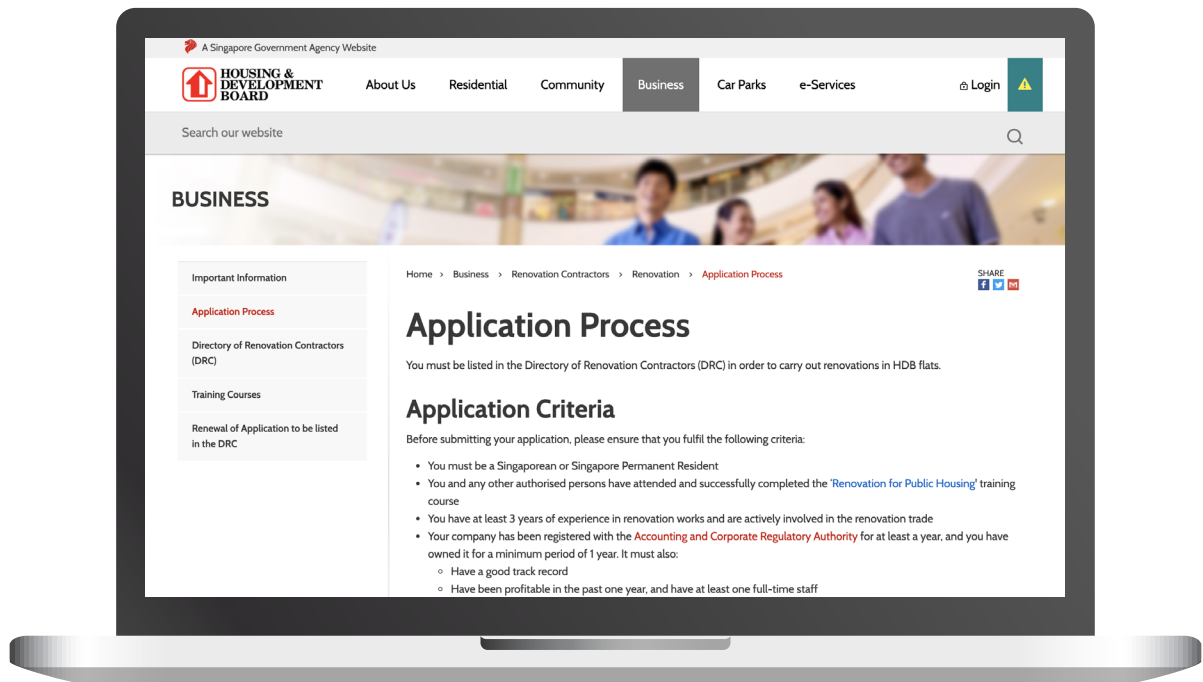 A Singapore Government Agency Website
HOUSING &
DEVELOPMENT
BOARD
About Us
Residential
Community
Business
Car Parks
e-Services
Login
Search our website
BUSINESS
Important Information
Application Process
Directory of Renovation Contractors
(DRC)
Training Courses
Renewal of Application to be listed
in the DRC
Home > Business > Renovation Contractors > Renovation > Application Process
SHARE
Application Process
You must be listed in the Directory of Renovation Contractors (DRC) in order to carry out renovations in HDB flats.
Application Criteria
Before submitting your application, please ensure that you fulfil the following criteria:
• You must be a Singaporean or Singapore Permanent Resident
• You and any other authorised persons have attended and successfully completed the 'Renovation for Public Housing' training
course
• You have at least 3 years of experience in renovation works and are actively involved in the renovation trade
• Your company has been registered with the Accounting and Corporate Regulatory Authority for at least a year, and you have
owned it for a minimum period of 1 year. It must also:
◦ Have a good track record
◦ Have been profitable in the past one year, and have at least one full-time staff